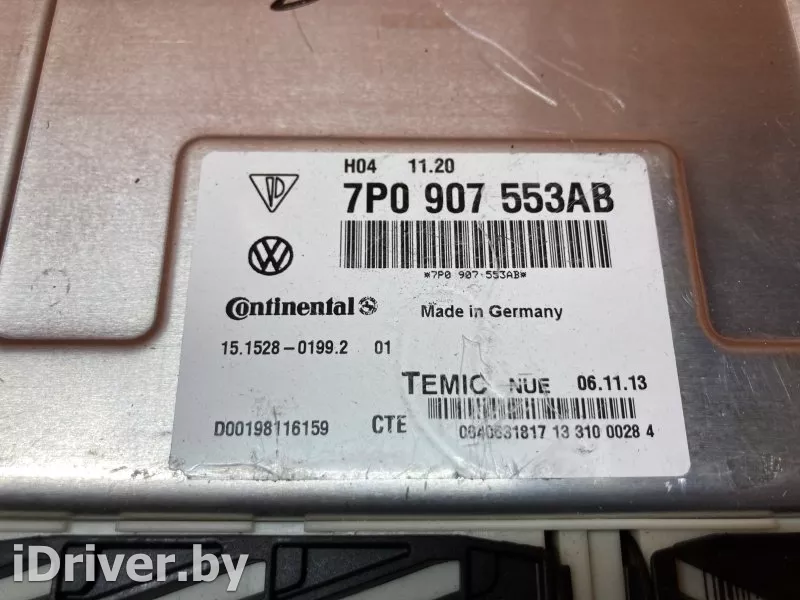 H04 11.20
7P0 907 553AB
*7P0 907 553AB*
Continental
Made in Germany
15.1528-0199.2 01
TEMIC NUE 06.11.13
D00198116159 CTE
0640631817 13 310 0028 4
iDriver.by